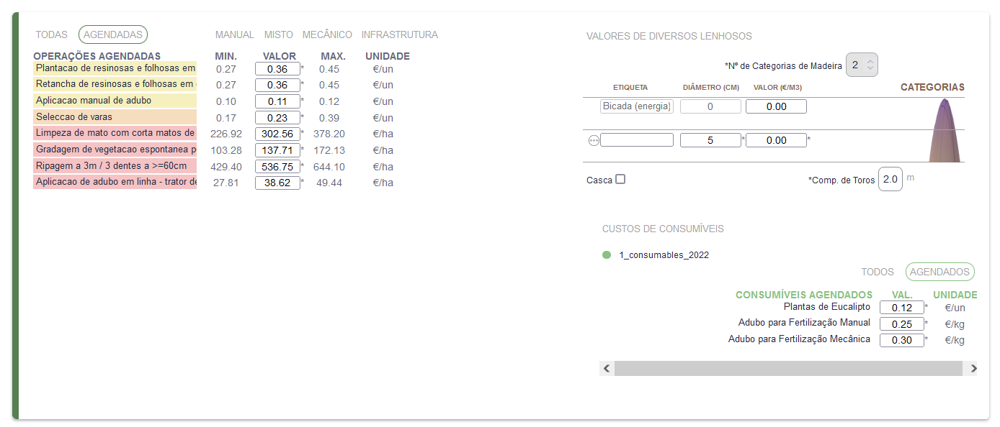 TODAS AGENDADAS MANUAL MISTO MECÂNICO INFRASTRUTURA
OPERAÇÕES AGENDADAS MIN. VALOR MAX. UNIDADE
Plantacao de resinosas e folhosas em 0.27 0.36 * 0.45 €/un
Retancha de resinosas e folhosas em 0.27 0.36 * 0.45 €/un
Aplicacao manual de adubo 0.10 0.11 * 0.12 €/un
Seleccao de varas 0.17 0.23 * 0.39 €/un
Limpeza de mato com corta matos de 226.92 302.56 * 378.20 €/ha
Gradagem de vegetacao espontanea p 103.28 137.71 * 172.13 €/ha
Ripagem a 3m / 3 dentes a >=60cm 429.40 536.75 * 644.10 €/ha
Aplicacao de adubo em linha - trator de 27.81 38.62 * 49.44 €/ha
VALORES DE DIVERSOS LENHOSOS
*Nº de Categorias de Madeira 2
ETIQUETA DIÂMETRO (CM) VALOR (€/M3) CATEGORIAS
Bicada (energia) 0 0.00
5 * 0.00 *
Casca *Comp. de Toros 2.0 m
CUSTOS DE CONSUMÍVEIS
1_consumables_2022
TODOS AGENDADOS
CONSUMÍVEIS AGENDADOS VAL. UNIDADE
Plantas de Eucalipto 0.12 * €/un
Adubo para Fertilização Manual 0.25 * €/kg
Adubo para Fertilização Mecânica 0.30 * €/kg